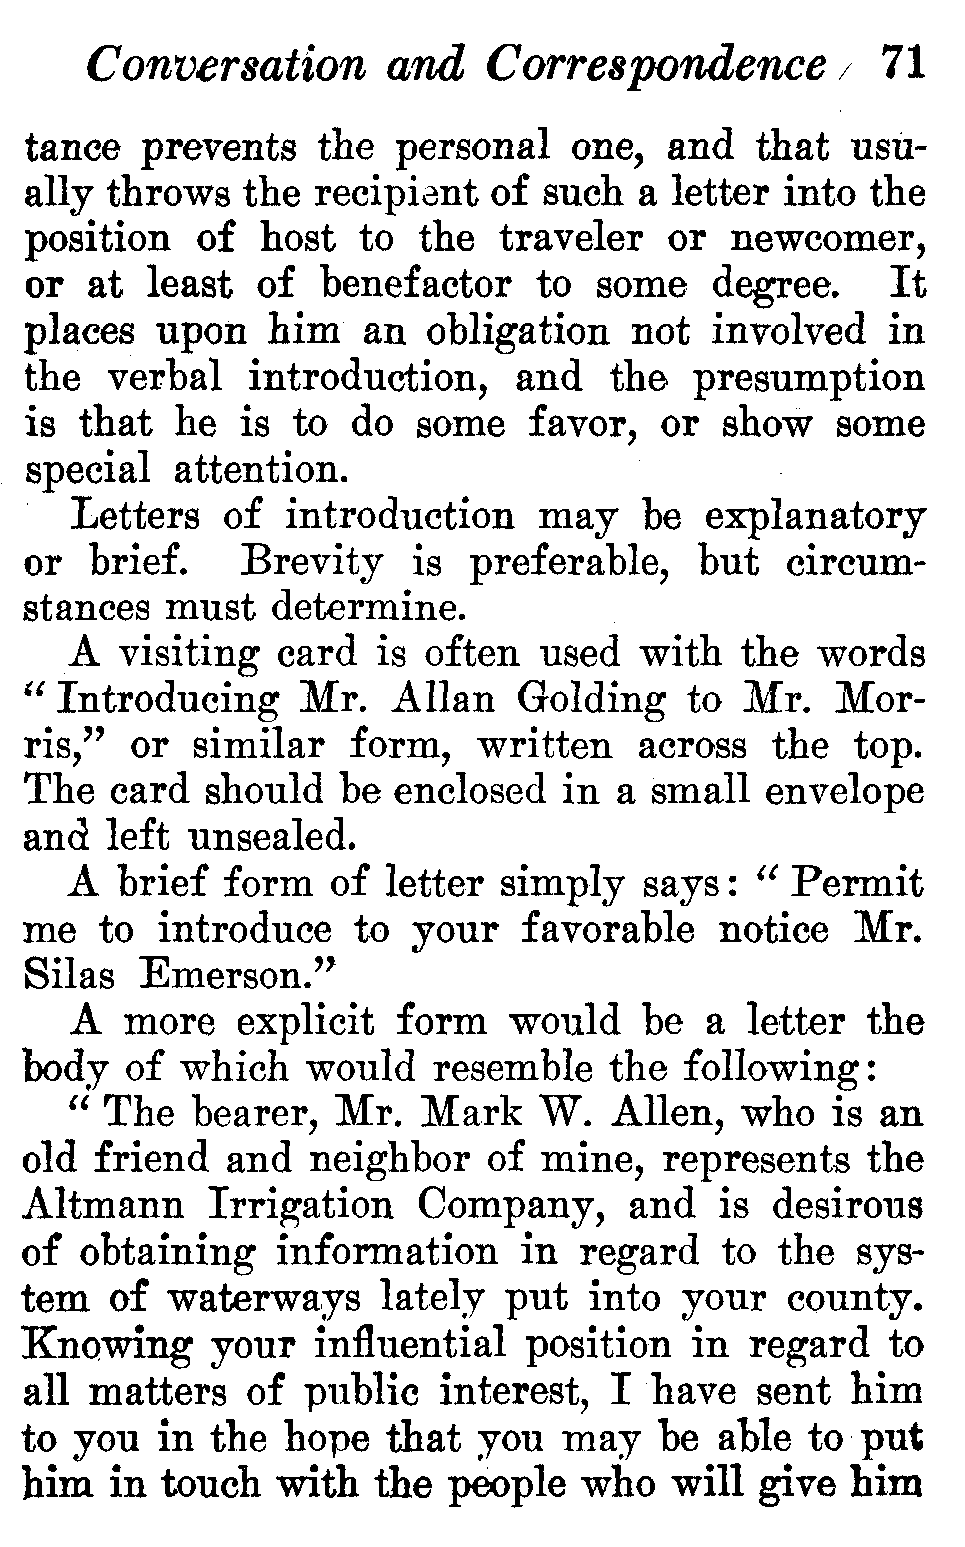 Conversation and Correspondence 71
tance prevents the personal one, and that usu-
ally throws the recipient of such a letter into the
position of host to the traveler or newcomer,
or at least of benefactor to some degree. It
places upon him an obligation not involved in
the verbal introduction, and the presumption
is that he is to do some favor, or show some
special attention.
Letters of introduction may be explanatory
or brief. Brevity is preferable, but circum-
stances must determine.
A visiting card is often used with the words
“ Introducing Mr. Allan Golding to Mr. Mor-
ris,” or similar form, written across the top.
The card should be enclosed in a small envelope
and left unsealed.
A brief form of letter simply says: “ Permit
me to introduce to your favorable notice Mr.
Silas Emerson.”
A more explicit form would be a letter the
body of which would resemble the following:
“ The bearer, Mr. Mark W. Allen, who is an
old friend and neighbor of mine, represents the
Altmann Irrigation Company, and is desirous
of obtaining information in regard to the sys-
tem of waterways lately put into your county.
Knowing your influential position in regard to
all matters of public interest, I have sent him
to you in the hope that you may be able to put
him in touch with the people who will give him